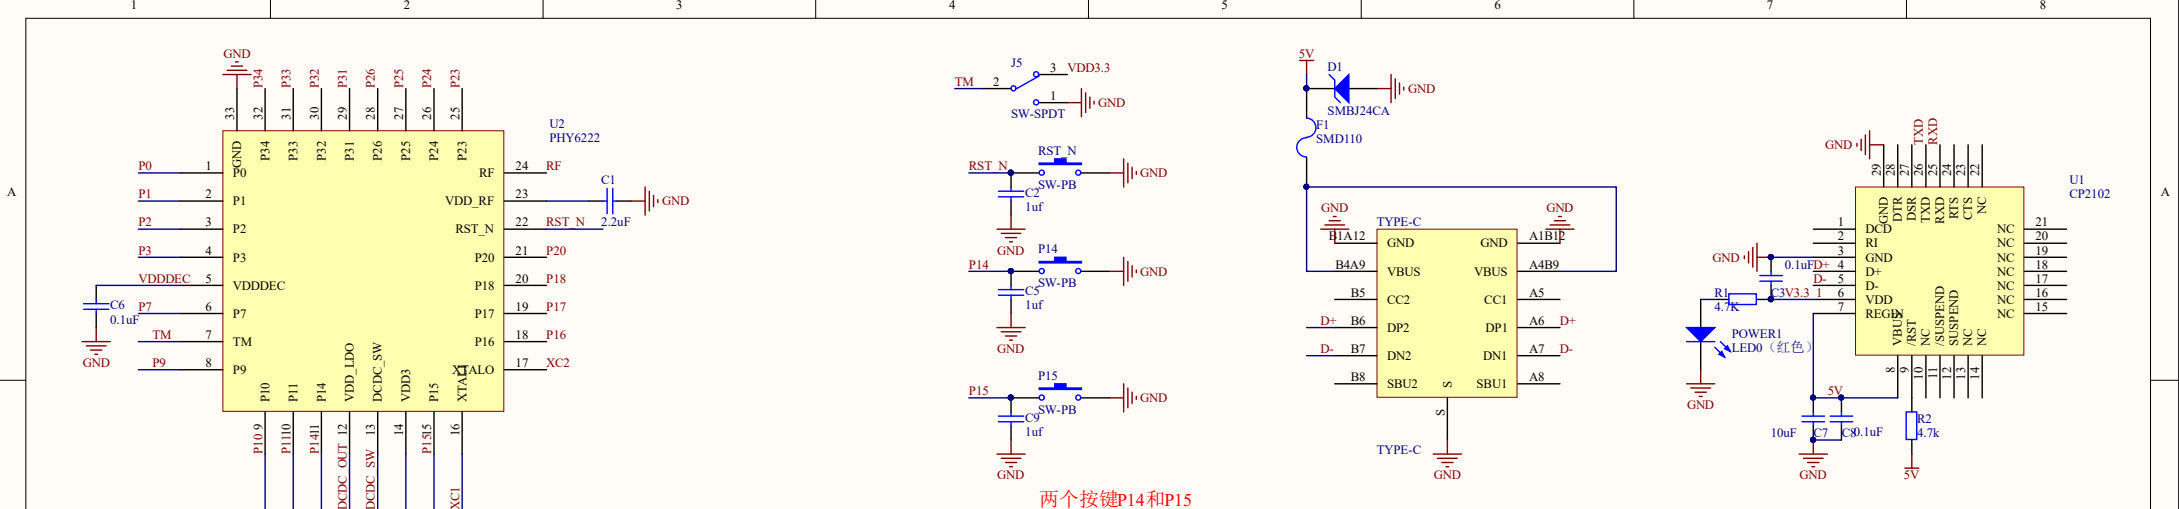 1 2 3 4 5 6 7 8
A A
GND
P34 P33 P32 P31 P26 P25 P24 P23
33 32 31 30 29 28 27 26 25
U2
PHY6222
GND P34 P33 P32 P31 P26 P25 P24 P23
P0 1 P0
P1 2 P1
P2 3 P2
P3 4 P3
VDDDEC 5 VDDDEC
P7 6 P7
TM 7 TM
P9 8 P9
C6
0.1uF
GND
RF 24 RF
VDD_RF 23
RST_N 22 RST_N
P20 21 P20
P18 20 P18
P17 19 P17
P16 18 P16
XTALO 17 XC2
C1
2.2uF
GND
P10 P11 P14 VDD_LDO DCDC_SW VDD3 P15 XTALI
9 10 11 12 13 14 15 16
P10 P11 P14 DCDC_OUT DCDC_SW P15 XC1
J5
TM 2 3 VDD3.3
1 GND
SW-SPDT
RST_N
RST_N GND
SW-PB
C2
1uf
GND
P14
P14 GND
SW-PB
C5
1uf
GND
P15
P15 GND
SW-PB
C9
1uf
GND
两个按键P14和P15
5V
D1
GND
SMBJ24CA
F1
SMD110
GND GND
TYPE-C
B1A12 GND GND A1B12
B4A9 VBUS VBUS A4B9
B5 CC2 CC1 A5
D+ B6 DP2 DP1 A6 D+
D- B7 DN2 DN1 A7 D-
B8 SBU2 SBU1 A8
S
S
TYPE-C
GND
TXD RXD
GND
29 28 27 26 25 24 23 22
U1
CP2102
GND DTR DSR TXD RXD RTS CTS NC
1 DCD NC 21
2 RI NC 20
GND 3 GND NC 19
0.1uF D+ 4 D+ NC 18
D- 5 D- NC 17
R1 C3 V3.3_1 6 VDD NC 16
4.7K
7 REGIN NC 15
POWER1
LED0（红色）
GND
VBUS /RST NC /SUSPEND SUSPEND NC NC
8 9 10 11 12 13 14
5V
10uF C7 C8 0.1uF
R2
4.7k
GND
5V